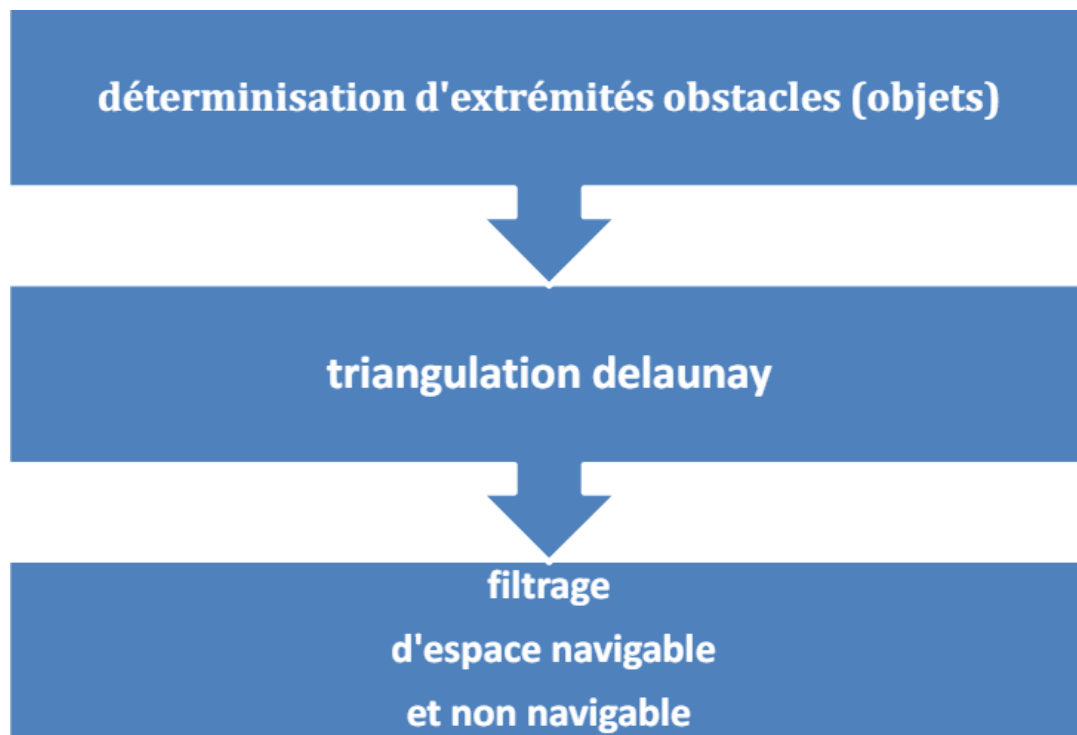 déterminisation d'extrémités obstacles (objets)
triangulation delaunay
filtrage
d'espace navigable
et non navigable